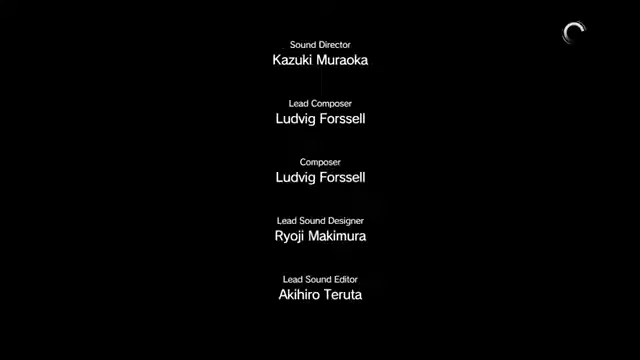 Sound Director
Kazuki Muraoka
Lead Composer
Ludvig Forssell
Composer
Ludvig Forssell
Lead Sound Designer
Ryoji Makimura
Lead Sound Editor
Akihiro Teruta